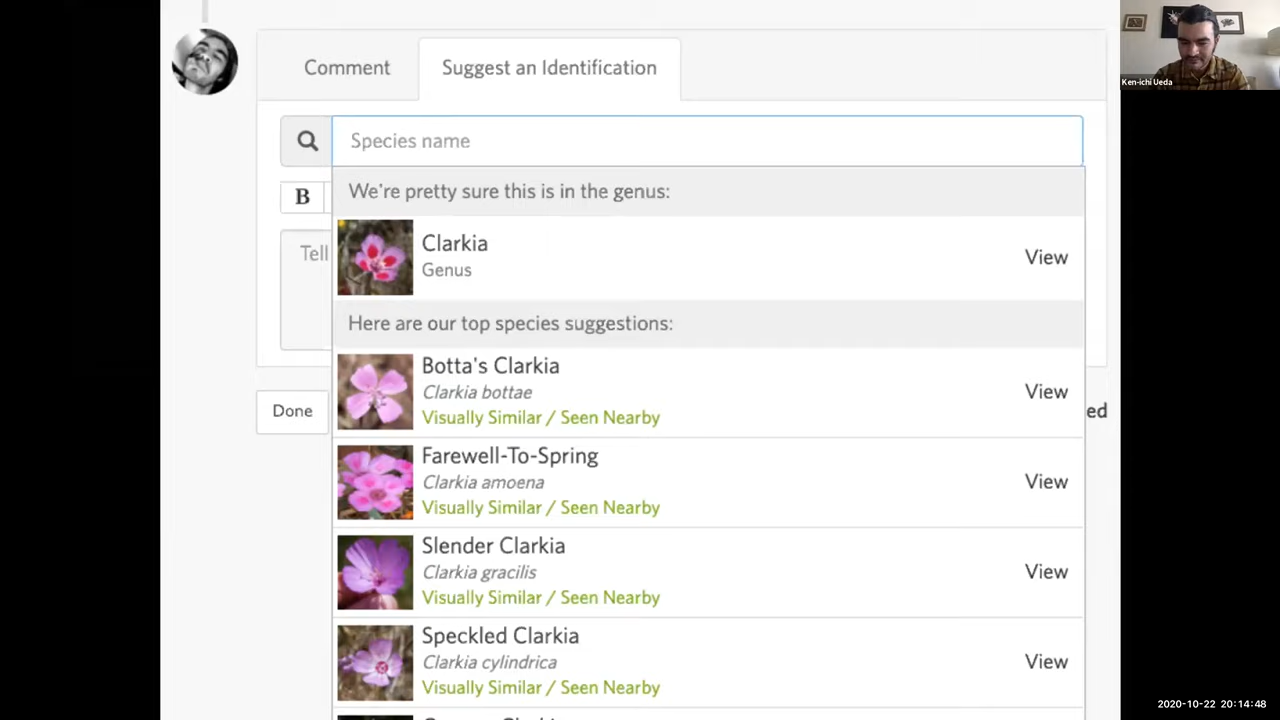 Comment
Suggest an Identification
Ken-ichi Ueda
Species name
We're pretty sure this is in the genus:
B
Clarkia
Genus
View
Tell
Here are our top species suggestions:
Botta's Clarkia
Clarkia bottae
Visually Similar / Seen Nearby
View
Done
ed
Farewell-To-Spring
Clarkia amoena
Visually Similar / Seen Nearby
View
Slender Clarkia
Clarkia gracilis
Visually Similar / Seen Nearby
View
Speckled Clarkia
Clarkia cylindrica
Visually Similar / Seen Nearby
View
2020-10-22 20:14:48